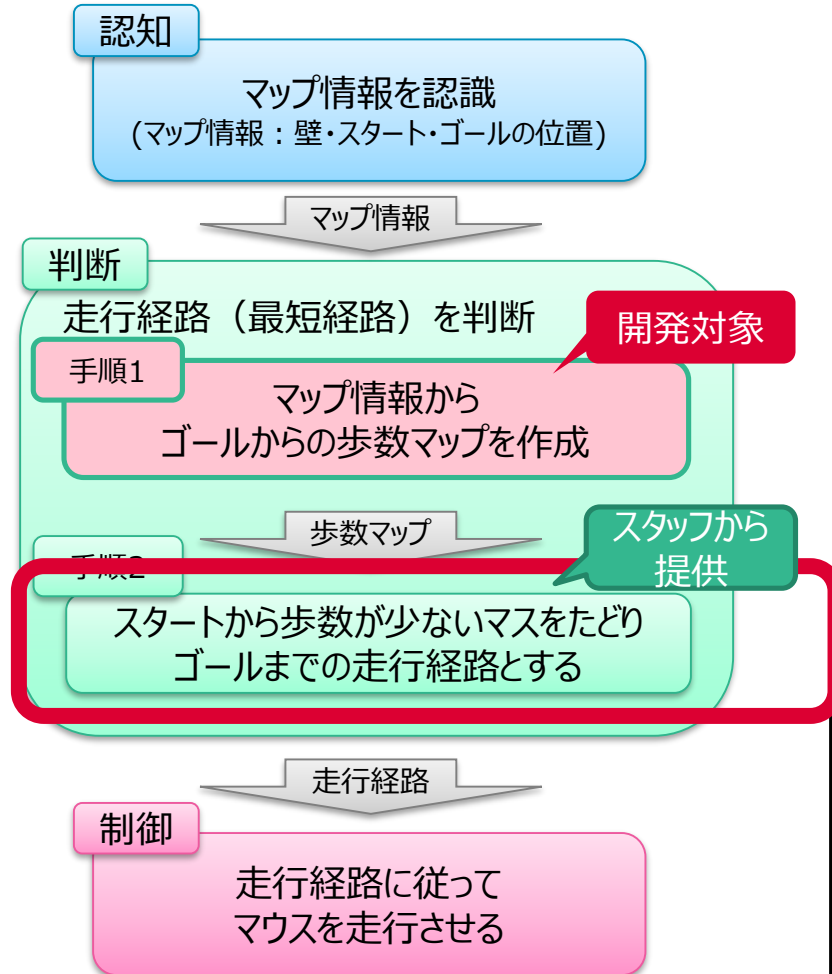 認知
マップ情報を認識
(マップ情報：壁・スタート・ゴールの位置)
マップ情報
判断
走行経路（最短経路）を判断
開発対象
手順1
マップ情報から
ゴールからの歩数マップを作成
歩数マップ
スタッフから
提供
手順2
スタートから歩数が少ないマスをたどり
ゴールまでの走行経路とする
走行経路
制御
走行経路に従って
マウスを走行させる